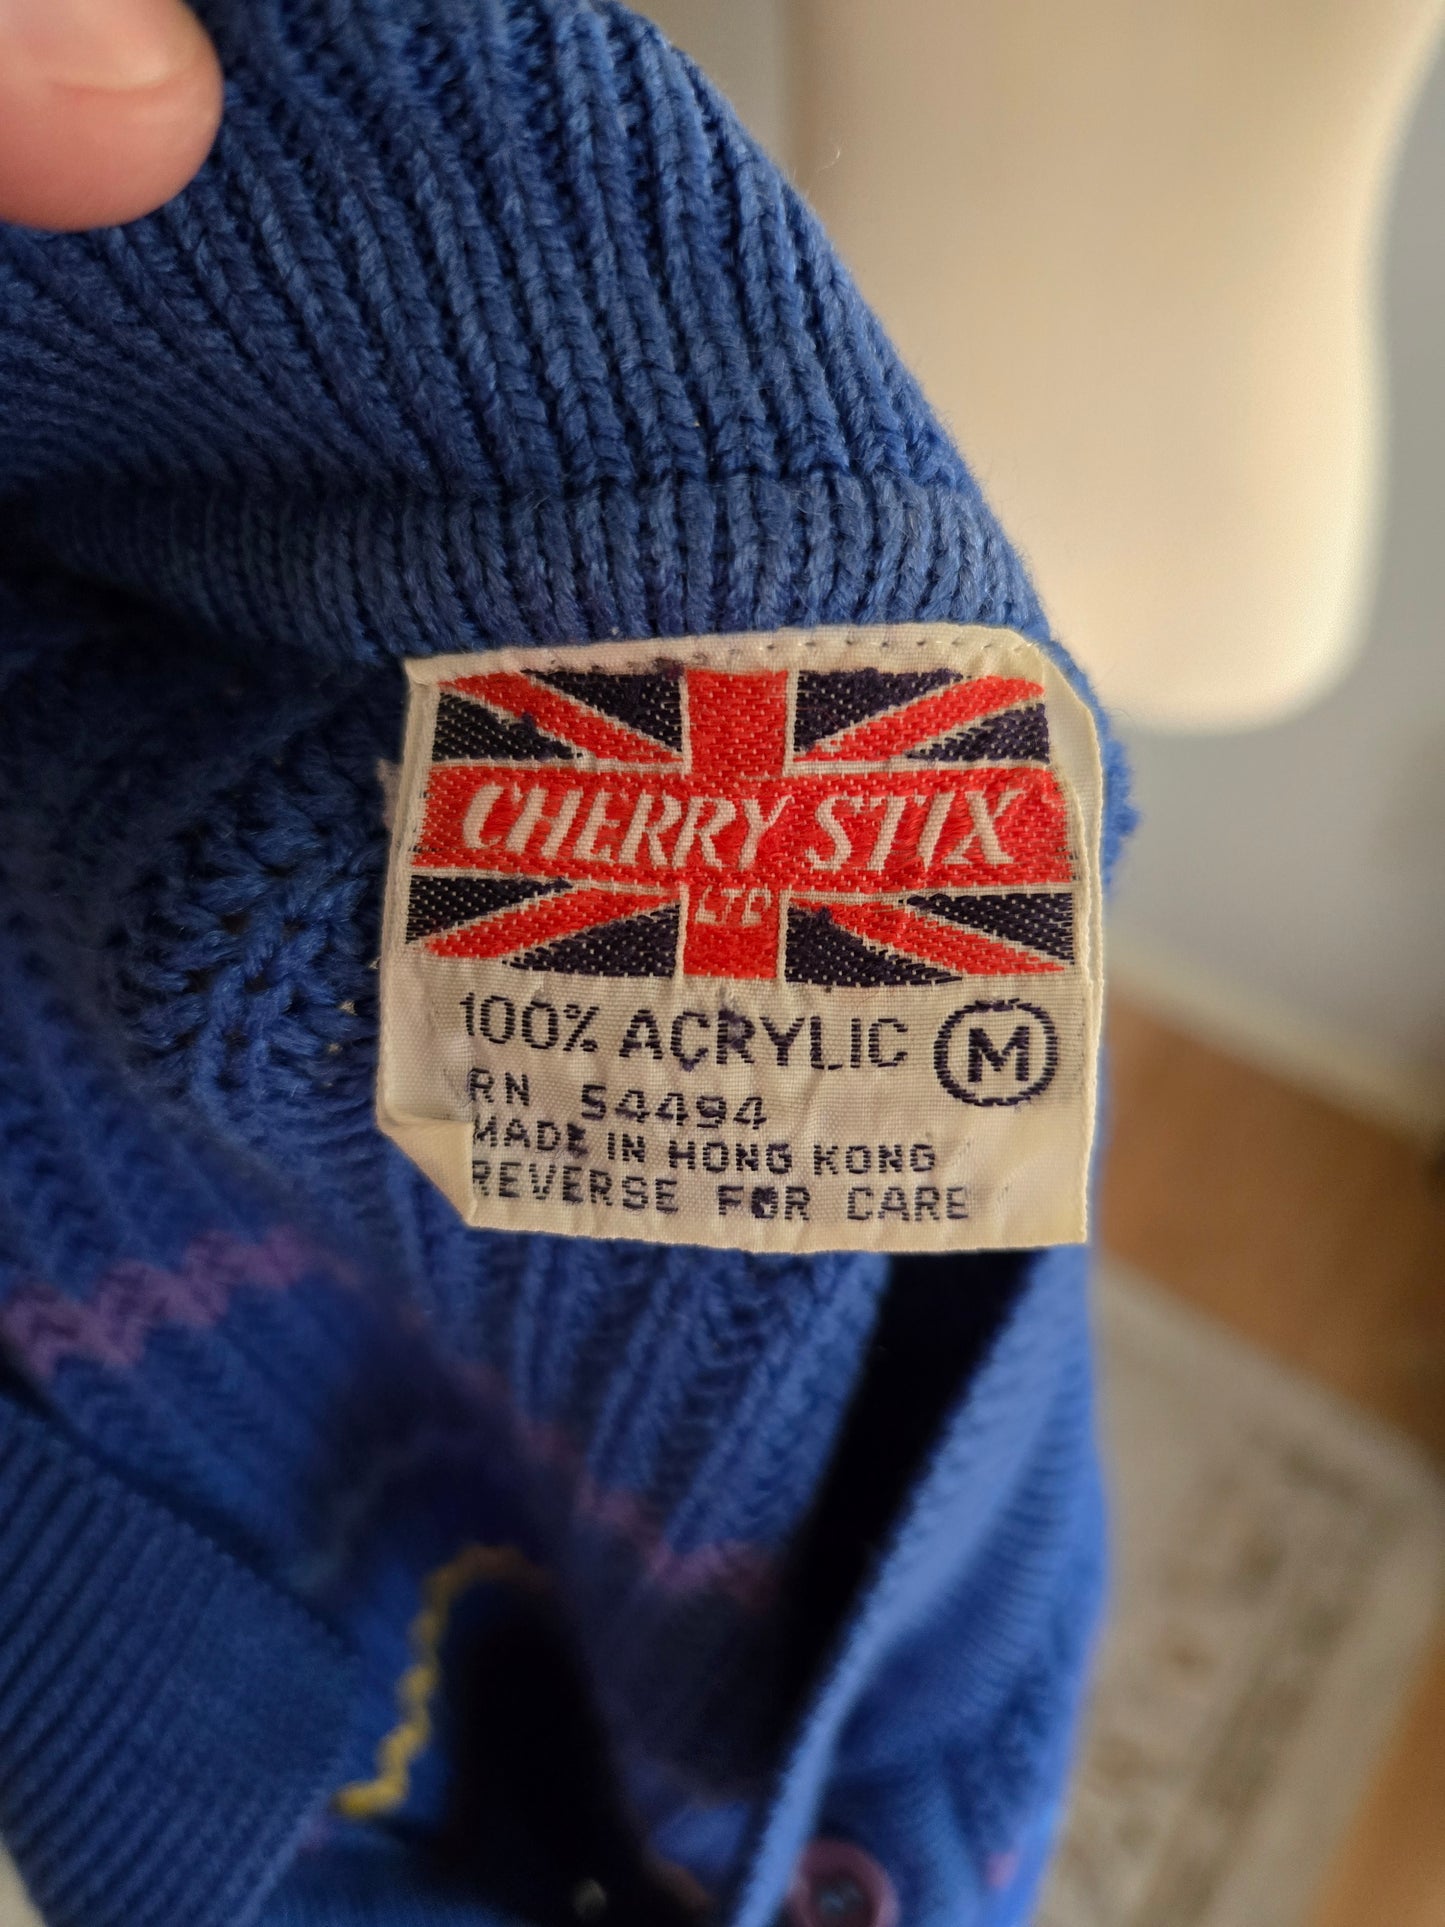 CHERRY STIX
LTD
100% ACRYLIC M
RN 54494
MADE IN HONG KONG
REVERSE FOR CARE